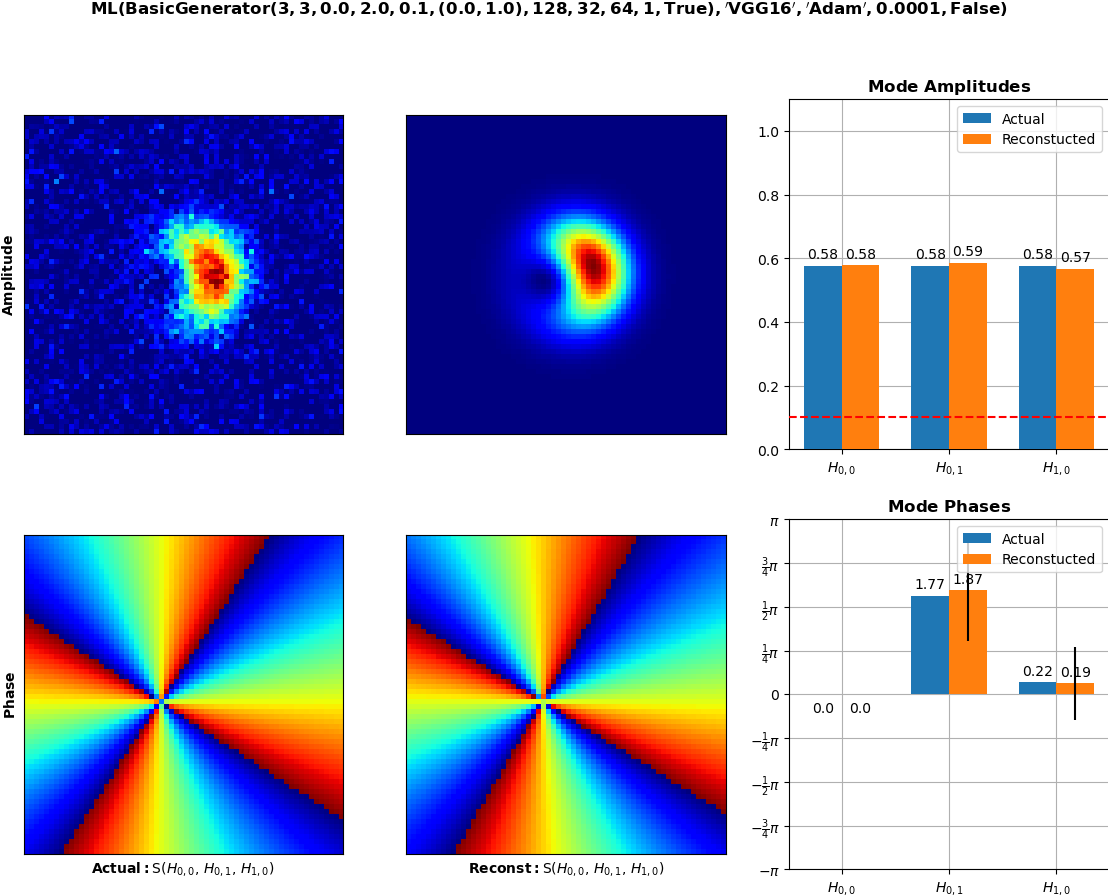 ML(BasicGenerator(3, 3, 0.0, 2.0, 0.1, (0.0, 1.0), 128, 32, 64, 1, True), ′VGG16′, ′Adam′, 0.0001, False)
Amplitude
Mode Amplitudes
Actual
Reconstucted
1.0
0.8
0.6
0.4
0.2
0.0
0.58 0.58
0.58 0.59
0.58 0.57
H₀,₀ H₀,₁ H₁,₀
Phase
Actual: S(H₀,₀, H₀,₁, H₁,₀)
Reconst: S(H₀,₀, H₀,₁, H₁,₀)
Mode Phases
Actual
Reconstucted
π
3/4π
1/2π
1/4π
0
−1/4π
−1/2π
−3/4π
−π
0.0 0.0
1.77 1.87
0.22 0.19
H₀,₀ H₀,₁ H₁,₀